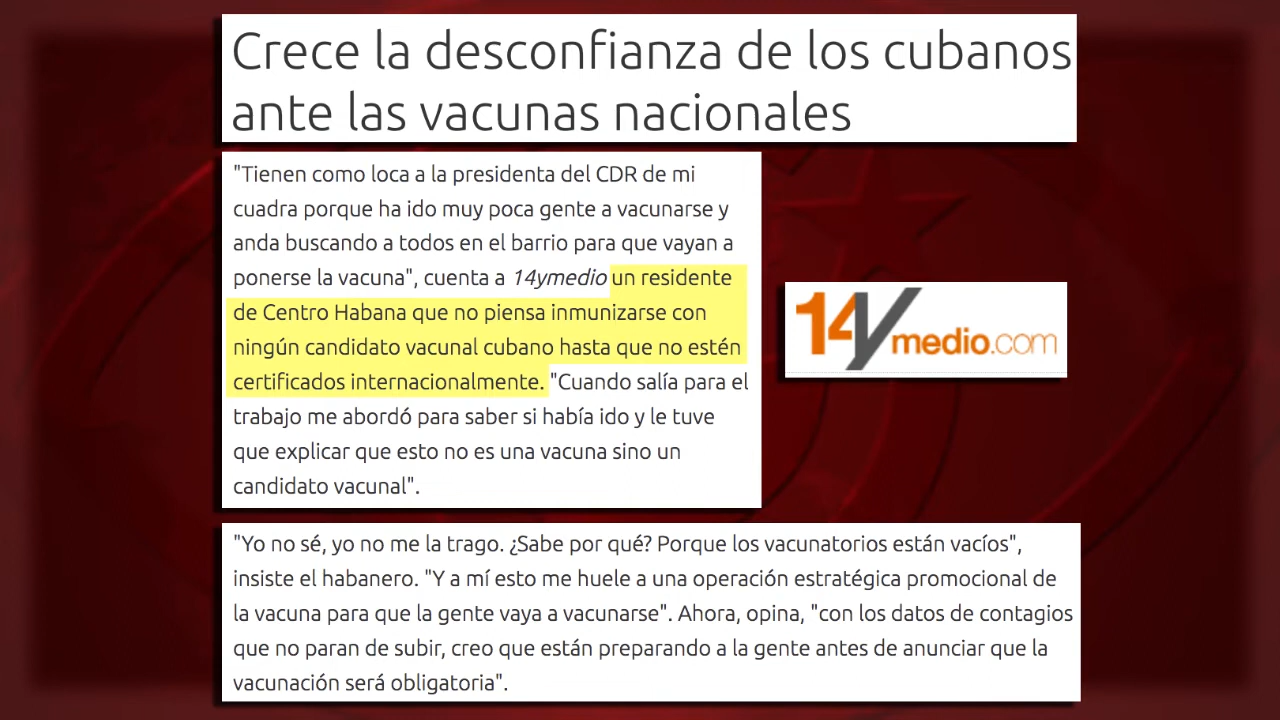 Crece la desconfianza de los cubanos
ante las vacunas nacionales
"Tienen como loca a la presidenta del CDR de mi
cuadra porque ha ido muy poca gente a vacunarse y
anda buscando a todos en el barrio para que vayan a
ponerse la vacuna", cuenta a 14ymedio un residente
de Centro Habana que no piensa inmunizarse con
ningún candidato vacunal cubano hasta que no estén
certificados internacionalmente. "Cuando salía para el
trabajo me abordó para saber si había ido y le tuve
que explicar que esto no es una vacuna sino un
candidato vacunal".
14ymedio.com
"Yo no sé, yo no me la trago. ¿Sabe por qué? Porque los vacunatorios están vacíos",
insiste el habanero. "Y a mí esto me huele a una operación estratégica promocional de
la vacuna para que la gente vaya a vacunarse". Ahora, opina, "con los datos de contagios
que no paran de subir, creo que están preparando a la gente antes de anunciar que la
vacunación será obligatoria".